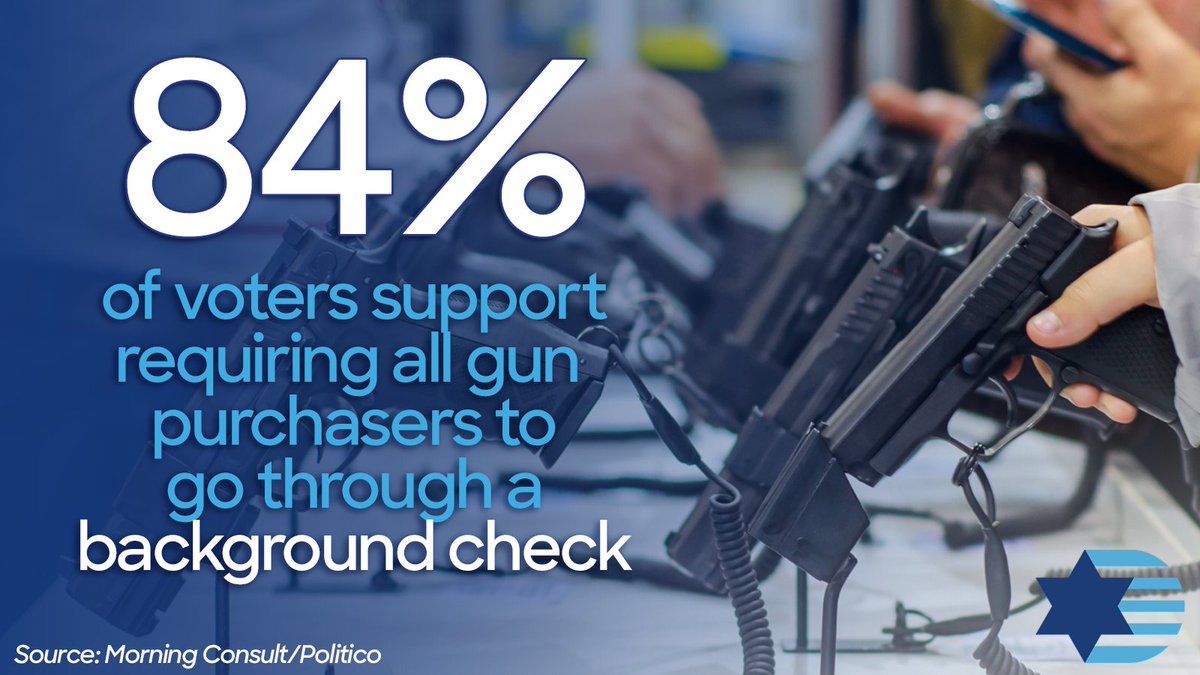 84%
of voters support
requiring all gun
purchasers to
go through a
background check
Source: Morning Consult/Politico